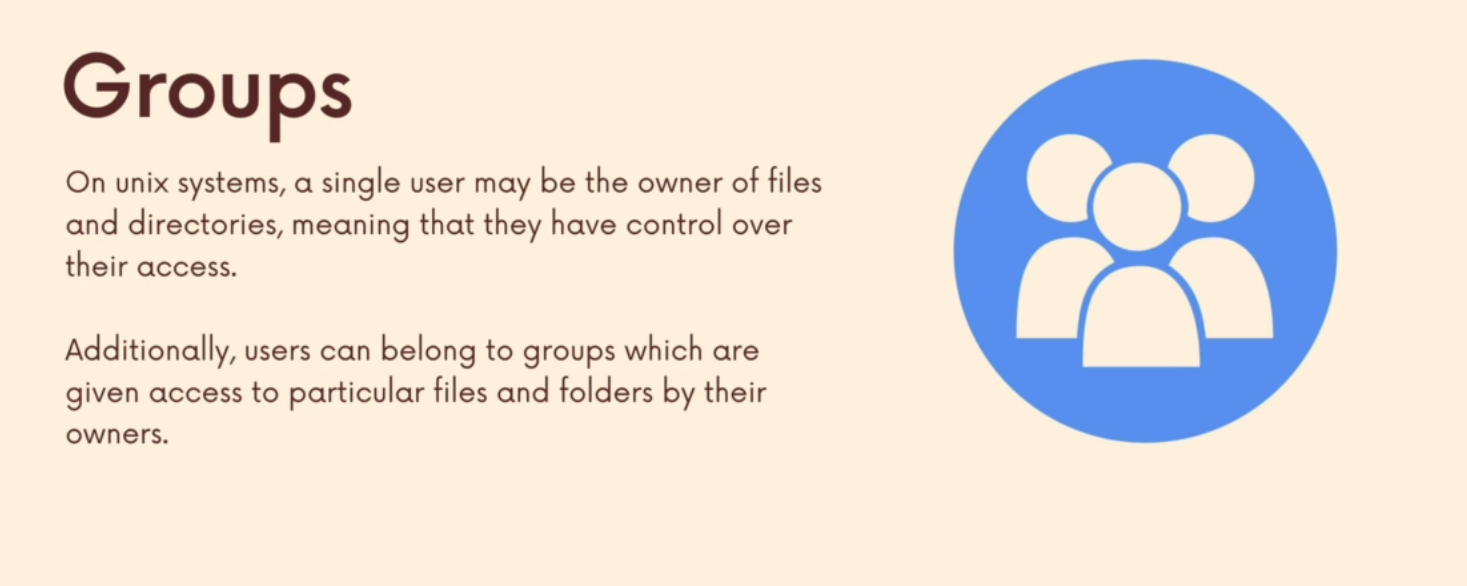 Groups
On unix systems, a single user may be the owner of files
and directories, meaning that they have control over
their access.
Additionally, users can belong to groups which are
given access to particular files and folders by their
owners.